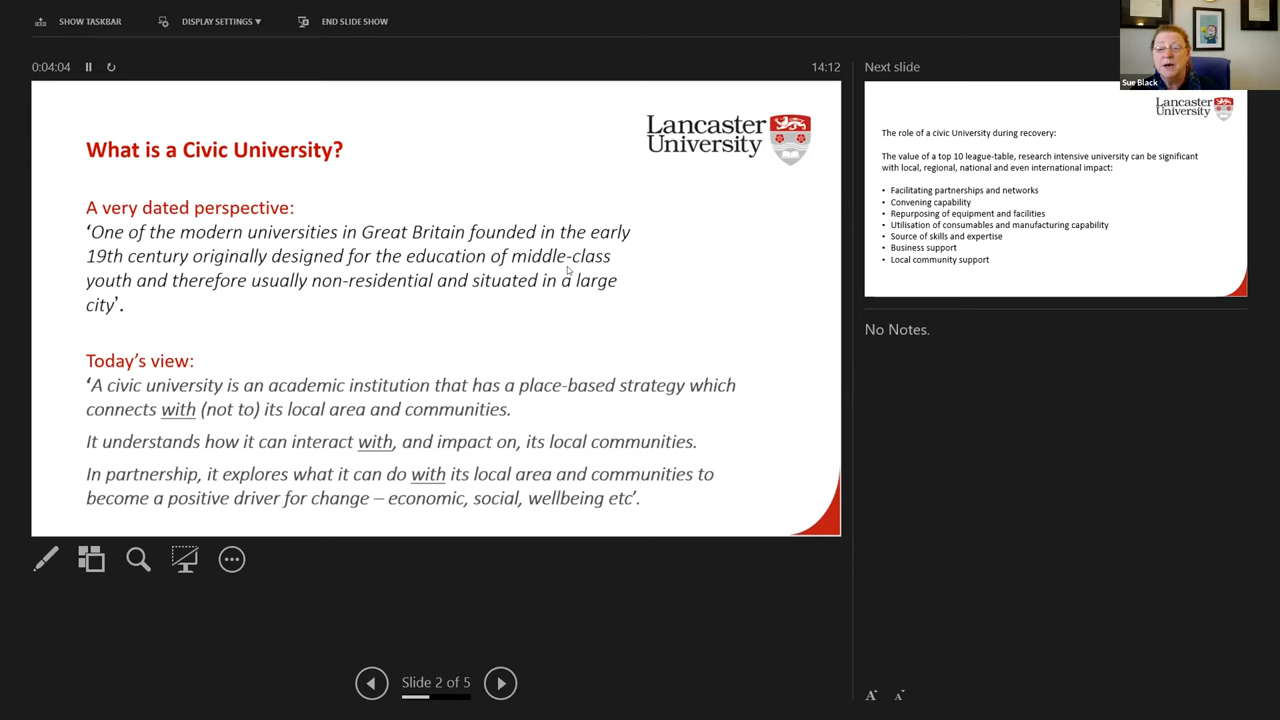 SHOW TASKBAR
DISPLAY SETTINGS ▼
END SLIDE SHOW
Sue Black
0:04:04
14:12
Next slide
Lancaster
University
What is a Civic University?
A very dated perspective:
‘One of the modern universities in Great Britain founded in the early
19th century originally designed for the education of middle-class
youth and therefore usually non-residential and situated in a large
city’.
Today’s view:
‘A civic university is an academic institution that has a place-based strategy which
connects with (not to) its local area and communities.
It understands how it can interact with, and impact on, its local communities.
In partnership, it explores what it can do with its local area and communities to
become a positive driver for change – economic, social, wellbeing etc’.
Lancaster
University
The role of a civic University during recovery:
The value of a top 10 league-table, research intensive university can be significant
with local, regional, national and even international impact:
• Facilitating partnerships and networks
• Convening capability
• Repurposing of equipment and facilities
• Utilisation of consumables and manufacturing capability
• Source of skills and expertise
• Business support
• Local community support
No Notes.
Slide 2 of 5
A A